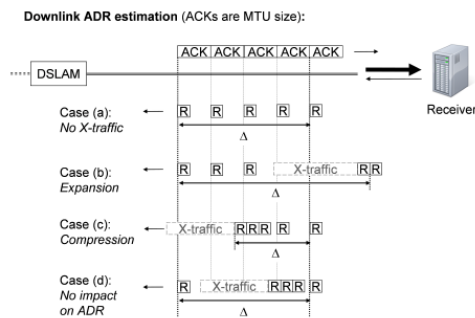 Downlink ADR estimation (ACKs are MTU size):
ACK ACK ACK ACK ACK
DSLAM
Receiver
Case (a):
No X-traffic
R R R R R
Δ
Case (b):
Expansion
R R R X-traffic R R
Δ
Case (c):
Compression
X-traffic R R R R R
Δ
Case (d):
No impact
on ADR
R X-traffic R R R R
Δ